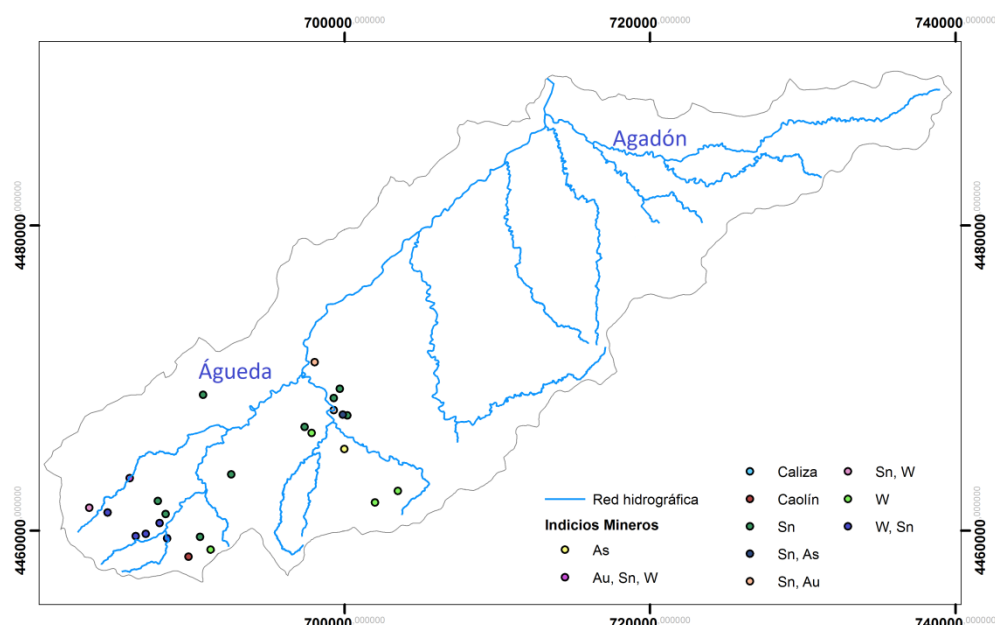 700000,000000 720000,000000 740000,000000
4480000,000000 4480000,000000
4460000,000000 4460000,000000
Agadón
Águeda
Red hidrográfica
Indicios Mineros
As
Au, Sn, W
Caliza
Caolín
Sn
Sn, As
Sn, Au
Sn, W
W
W, Sn
700000,000000 720000,000000 740000,000000